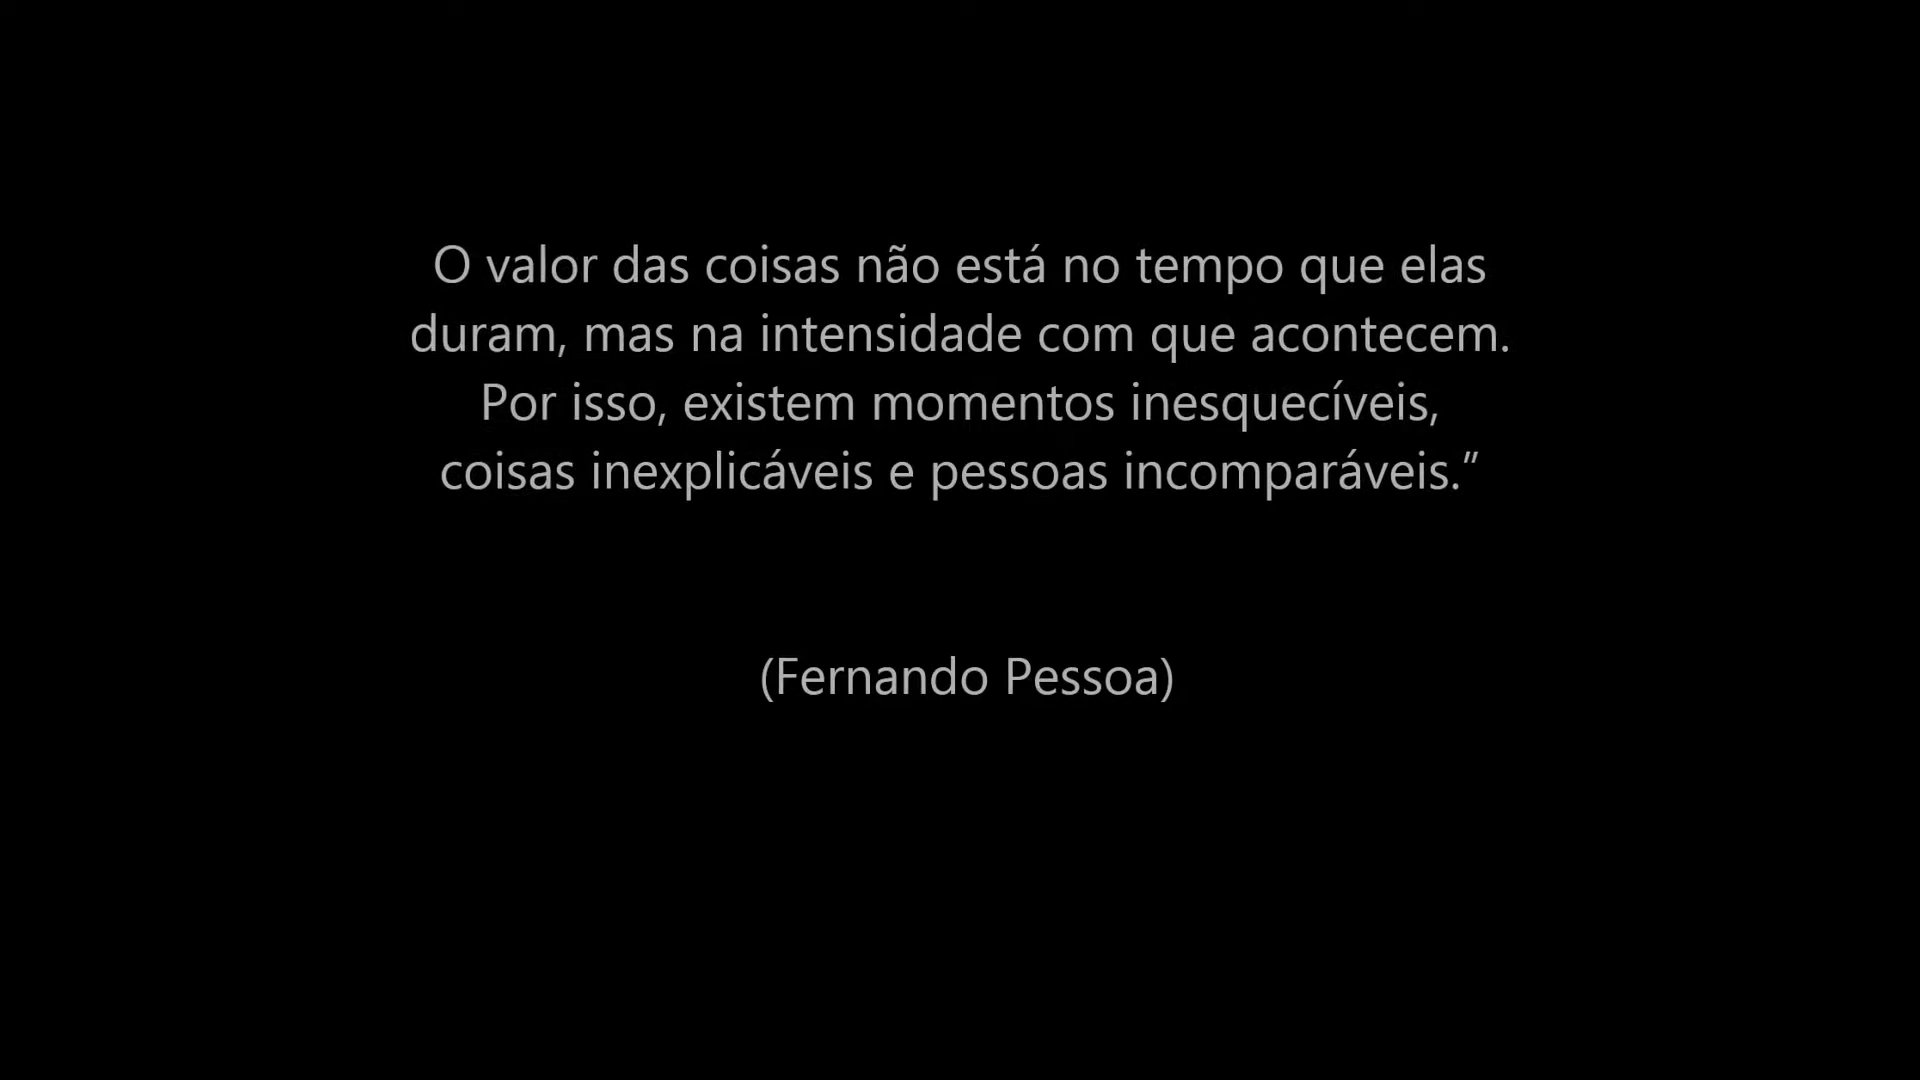 O valor das coisas não está no tempo que elas
duram, mas na intensidade com que acontecem.
Por isso, existem momentos inesquecíveis,
coisas inexplicáveis e pessoas incomparáveis.”
(Fernando Pessoa)